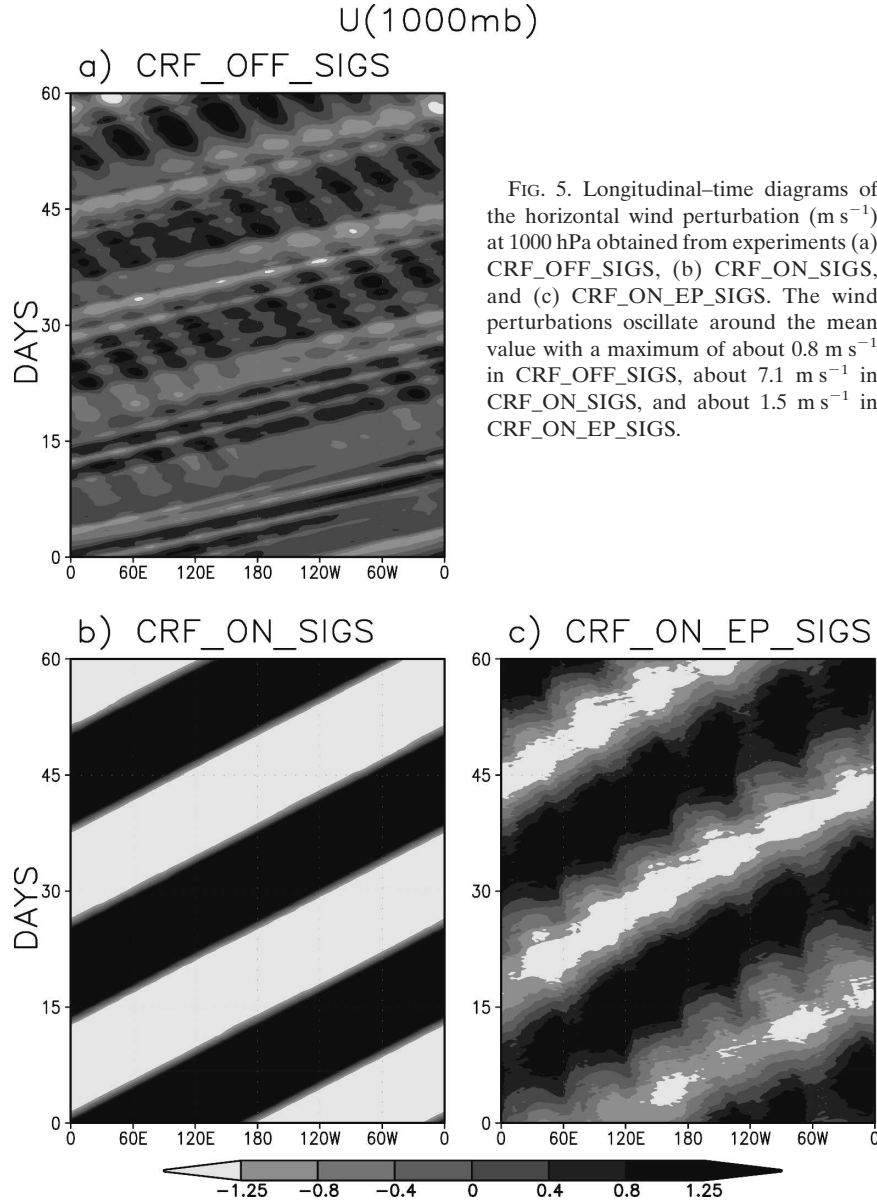 U(1000mb)
a) CRF_OFF_SIGS
60
45
30
15
0
DAYS
0 60E 120E 180 120W 60W 0
FIG. 5. Longitudinal–time diagrams of
the horizontal wind perturbation (m s⁻¹)
at 1000 hPa obtained from experiments (a)
CRF_OFF_SIGS, (b) CRF_ON_SIGS,
and (c) CRF_ON_EP_SIGS. The wind
perturbations oscillate around the mean
value with a maximum of about 0.8 m s⁻¹
in CRF_OFF_SIGS, about 7.1 m s⁻¹ in
CRF_ON_SIGS, and about 1.5 m s⁻¹ in
CRF_ON_EP_SIGS.
b) CRF_ON_SIGS
60
45
30
15
0
DAYS
0 60E 120E 180 120W 60W 0
c) CRF_ON_EP_SIGS
60
45
30
15
0
0 60E 120E 180 120W 60W 0
−1.25 −0.8 −0.4 0 0.4 0.8 1.25